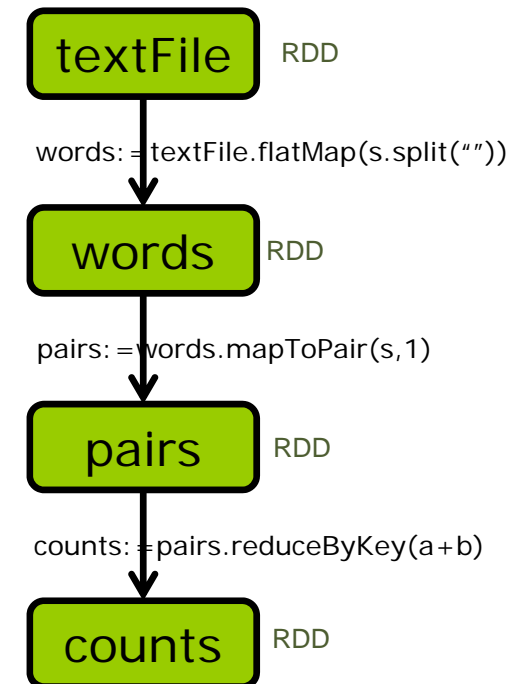 textFile RDD
words:=textFile.flatMap(s.split(“”))
words RDD
pairs:=words.mapToPair(s,1)
pairs RDD
counts:=pairs.reduceByKey(a+b)
counts RDD